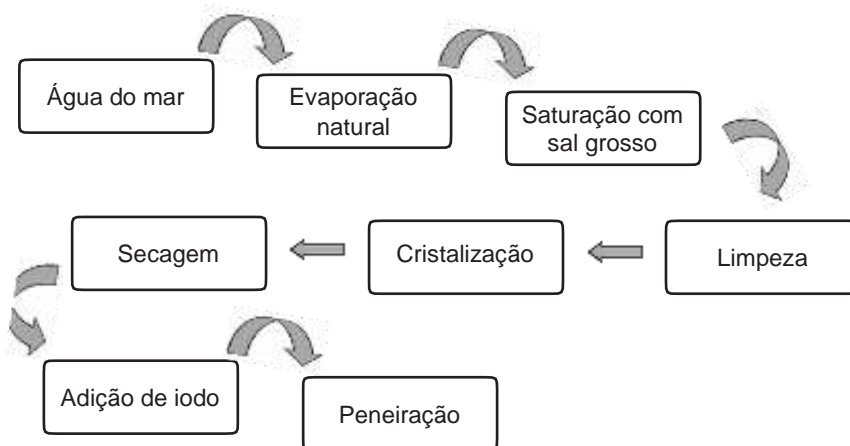 Água do mar
Evaporação
natural
Saturação com
sal grosso
Limpeza
Cristalização
Secagem
Adição de iodo
Peneiração